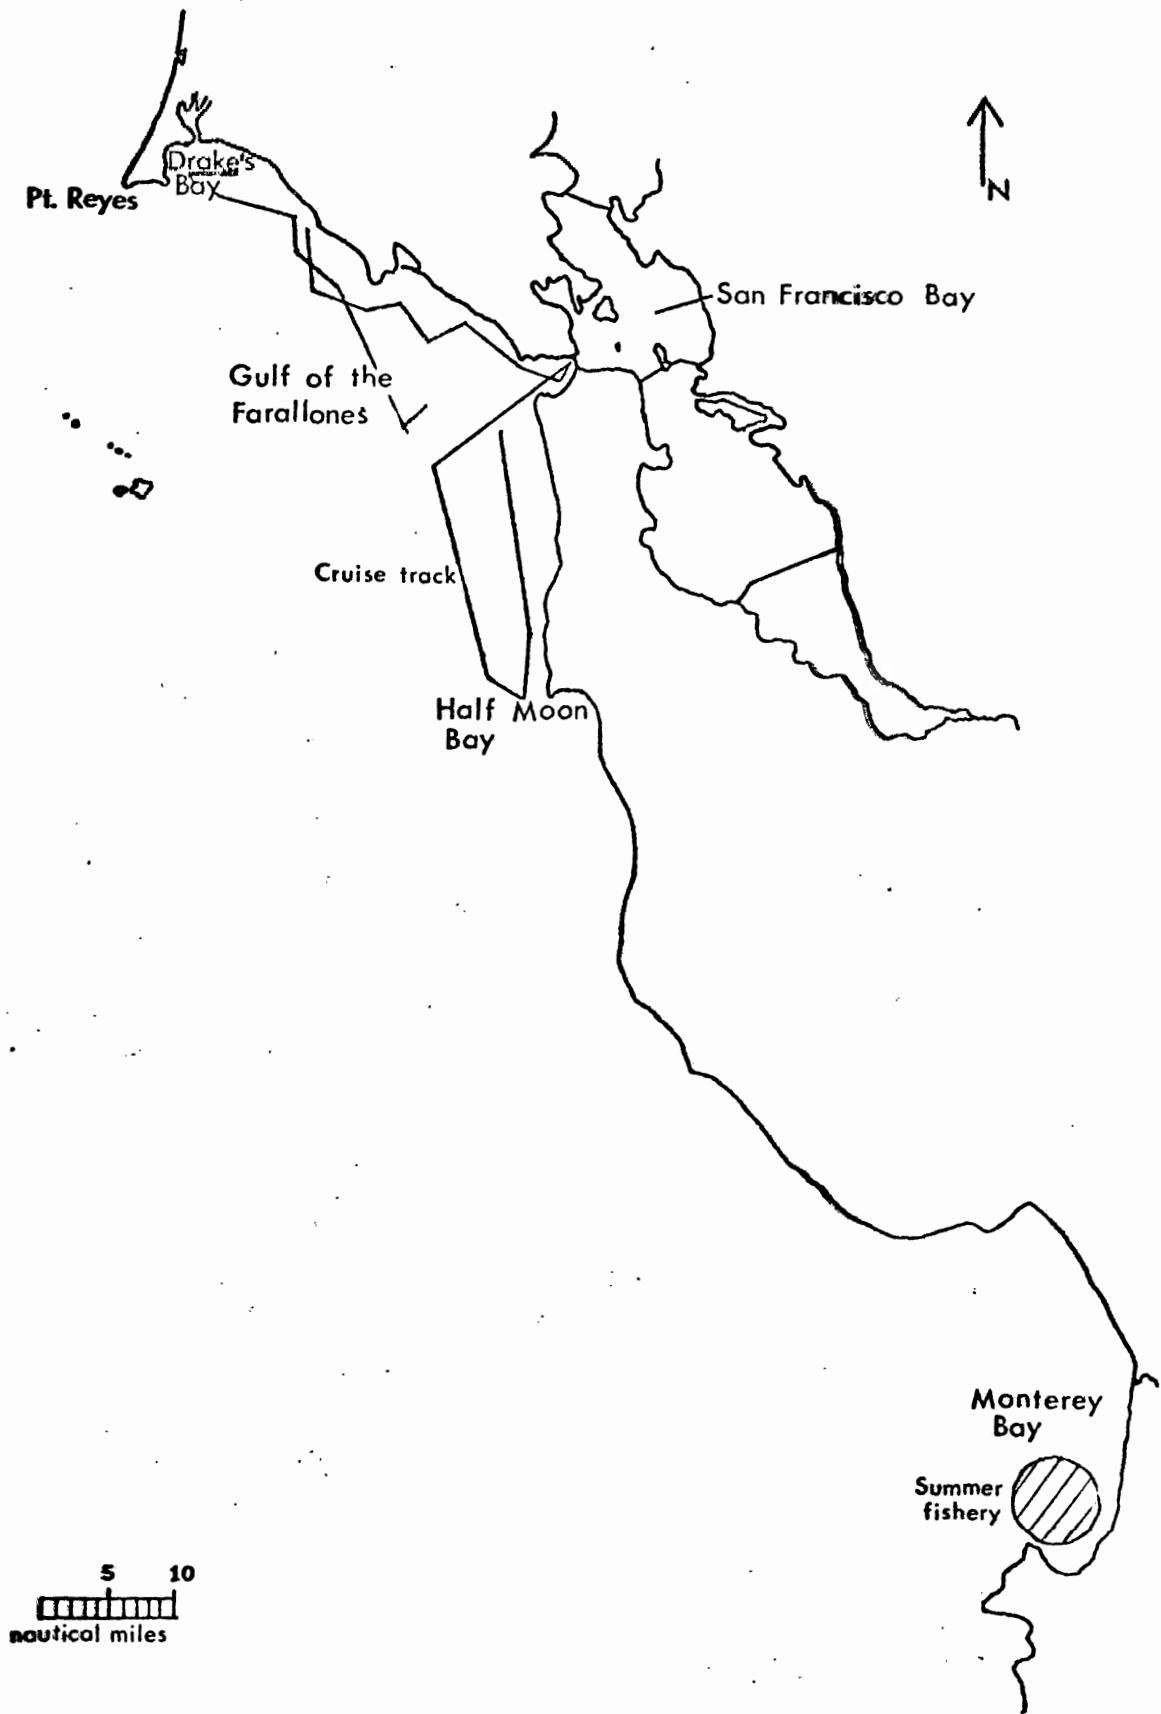 N
Drake's
Bay
Pt. Reyes
San Francisco Bay
Gulf of the
Farallones
Cruise track
Half Moon
Bay
Monterey
Bay
Summer
fishery
5 10
nautical miles